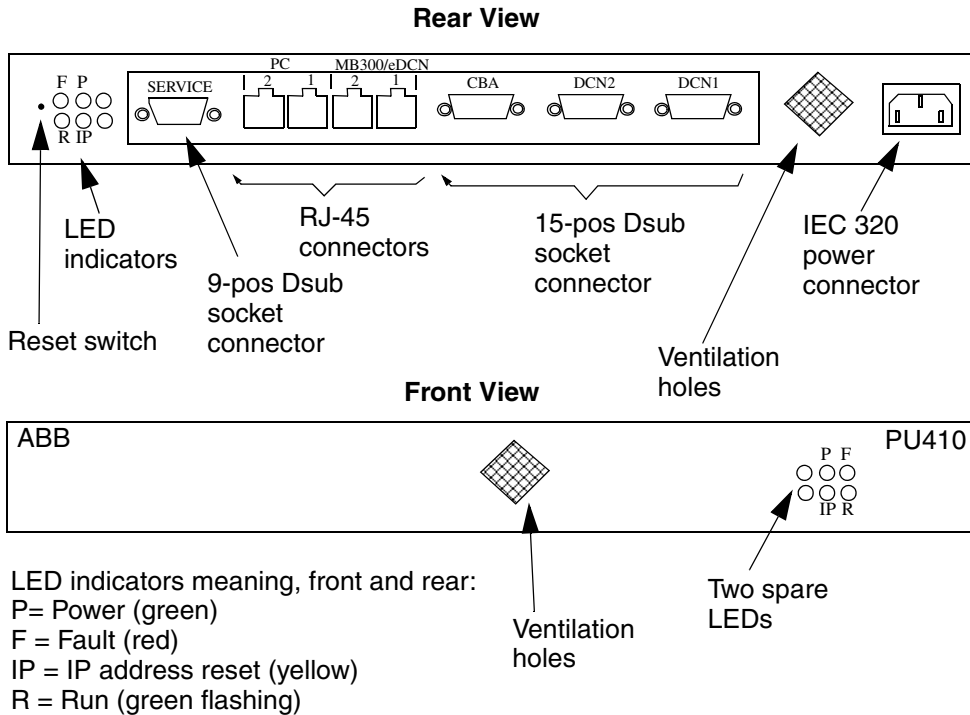 Rear View
PC MB300/eDCN
F P SERVICE 2 1 2 1 CBA DCN2 DCN1
R IP
LED
indicators
RJ-45
connectors
15-pos Dsub
socket
connector
IEC 320
power
connector
9-pos Dsub
socket
connector
Reset switch
Ventilation
holes
Front View
ABB PU410
P F
IP R
LED indicators meaning, front and rear:
P= Power (green)
F = Fault (red)
IP = IP address reset (yellow)
R = Run (green flashing)
Ventilation
holes
Two spare
LEDs